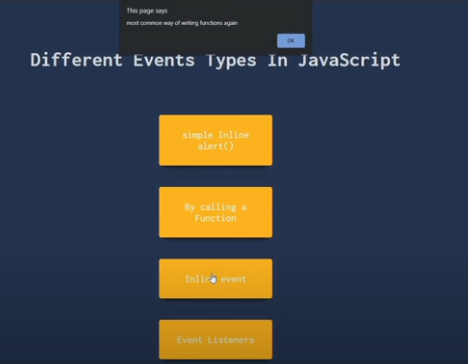 This page says
most common way of writing functions again
OK
Different Events Types In JavaScript
simple Inline
alert()
By calling a
Function
Inline event
Event Listeners